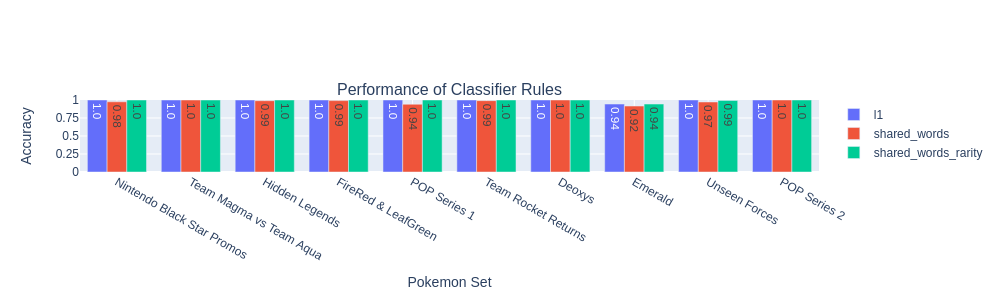 Performance of Classifier Rules
Accuracy
1
0.75
0.5
0.25
0
1.0
0.98
1.0
1.0
1.0
1.0
1.0
0.99
1.0
1.0
0.99
1.0
1.0
0.94
1.0
1.0
0.99
1.0
1.0
1.0
1.0
0.94
0.92
0.94
1.0
0.97
0.99
1.0
1.0
1.0
Nintendo Black Star Promos
Team Magma vs Team Aqua
Hidden Legends
FireRed & LeafGreen
POP Series 1
Team Rocket Returns
Deoxys
Emerald
Unseen Forces
POP Series 2
Pokemon Set
l1
shared_words
shared_words_rarity